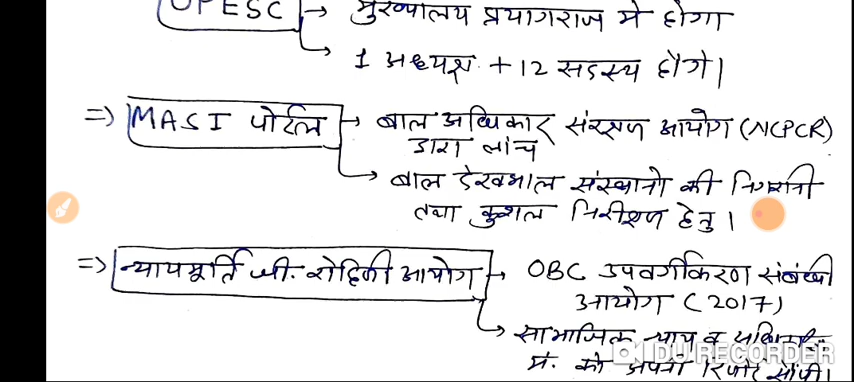 UPESC → मुख्यालय प्रयागराज में होगा
→ 1 अध्यक्ष + 12 सदस्य होंगे।
⇒ MASI पोर्टल → बाल अधिकार संरक्षण आयोग (NCPCR)
द्वारा लांच
→ बाल देखभाल संस्थानो की निगरानी
तथा कुशल निरीक्षण हेतु।
⇒ न्यायमूर्ति जी. रोहिणी आयोग → OBC उपवर्गीकरण संबंधी
आयोग (2017)
→ सामाजिक न्याय व
मं. को अपनी रिपोर्ट सौंपी।
DU RECORDER